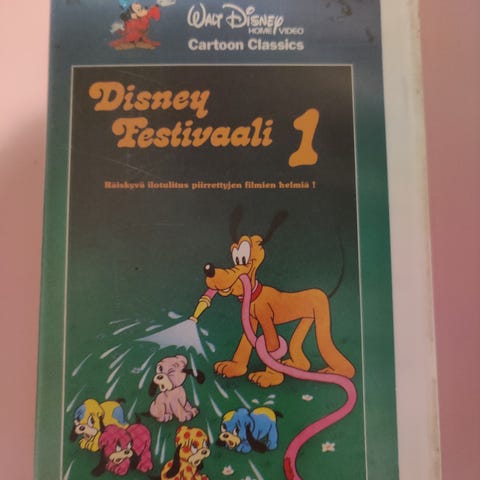 WALT DISNEY
HOME VIDEO
Cartoon Classics
Disney
Festivaali 1
Räiskyvä ilotulitus piirrettyjen filmien helmiä !